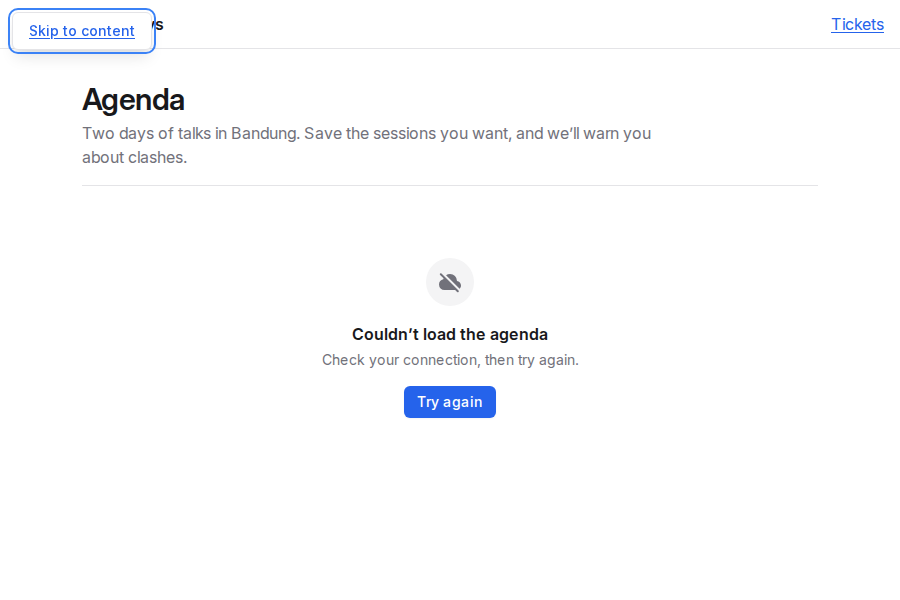 Skip to content
Tickets
Agenda
Two days of talks in Bandung. Save the sessions you want, and we’ll warn you
about clashes.
Couldn’t load the agenda
Check your connection, then try again.
Try again